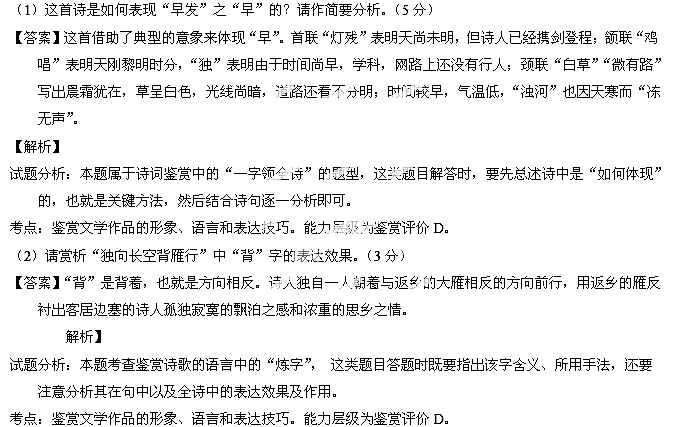 （1）这首诗是如何表现“早发”之“早”的？请作简要分析。（5 分）
【答案】这首借助了典型的意象来体现“早”。首联“灯残”表明天尚未明，但诗人已经携剑登程；颔联“鸡
唱”表明天刚黎明时分，“独”表明由于时间尚早，学科，网路上还没有行人；颈联“白草”“微有路”
写出晨霜犹在，草呈白色，光线尚暗，道路还看不分明；时间较早，气温低，“浊河”也因天寒而“冻
无声”。
【解析】
试题分析：本题属于诗词鉴赏中的“一字领全诗”的题型，这类题目解答时，要先总述诗中是“如何体现”
的，也就是关键方法，然后结合诗句逐一分析即可。
考点：鉴赏文学作品的形象、语言和表达技巧。能力层级为鉴赏评价 D。
（2）请赏析“独向长空背雁行”中“背”字的表达效果。（3 分）
【答案】“背”是背着，也就是方向相反。诗人独自一人朝着与返乡的大雁相反的方向前行，用返乡的雁反
衬出客居边塞的诗人孤独寂寞的飘泊之感和浓重的思乡之情。
解析】
试题分析：本题考查鉴赏诗歌的语言中的“炼字”， 这类题目答题时既要指出该字含义、所用手法，还要
注意分析其在句中以及全诗中的表达效果及作用。
考点：鉴赏文学作品的形象、语言和表达技巧。能力层级为鉴赏评价 D。